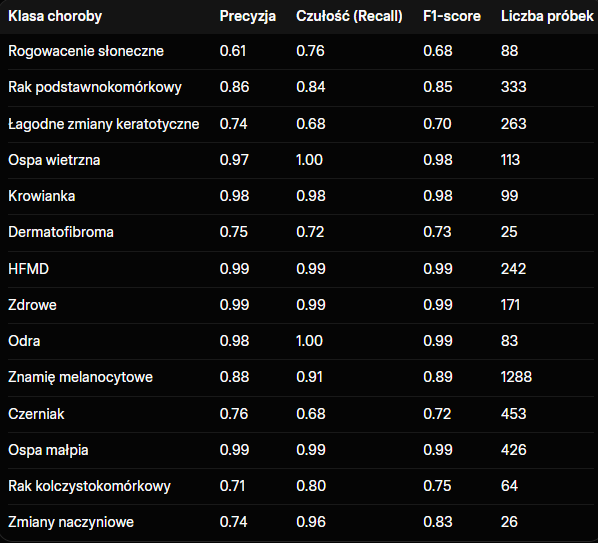 Klasa choroby Precyzja Czułość (Recall) F1-score Liczba próbek
Rogowacenie słoneczne 0.61 0.76 0.68 88
Rak podstawnokomórkowy 0.86 0.84 0.85 333
Łagodne zmiany keratotyczne 0.74 0.68 0.70 263
Ospa wietrzna 0.97 1.00 0.98 113
Krowianka 0.98 0.98 0.98 99
Dermatofibroma 0.75 0.72 0.73 25
HFMD 0.99 0.99 0.99 242
Zdrowe 0.99 0.99 0.99 171
Odra 0.98 1.00 0.99 83
Znamię melanocytowe 0.88 0.91 0.89 1288
Czerniak 0.76 0.68 0.72 453
Ospa małpia 0.99 0.99 0.99 426
Rak kolczystokomórkowy 0.71 0.80 0.75 64
Zmiany naczyniowe 0.74 0.96 0.83 26